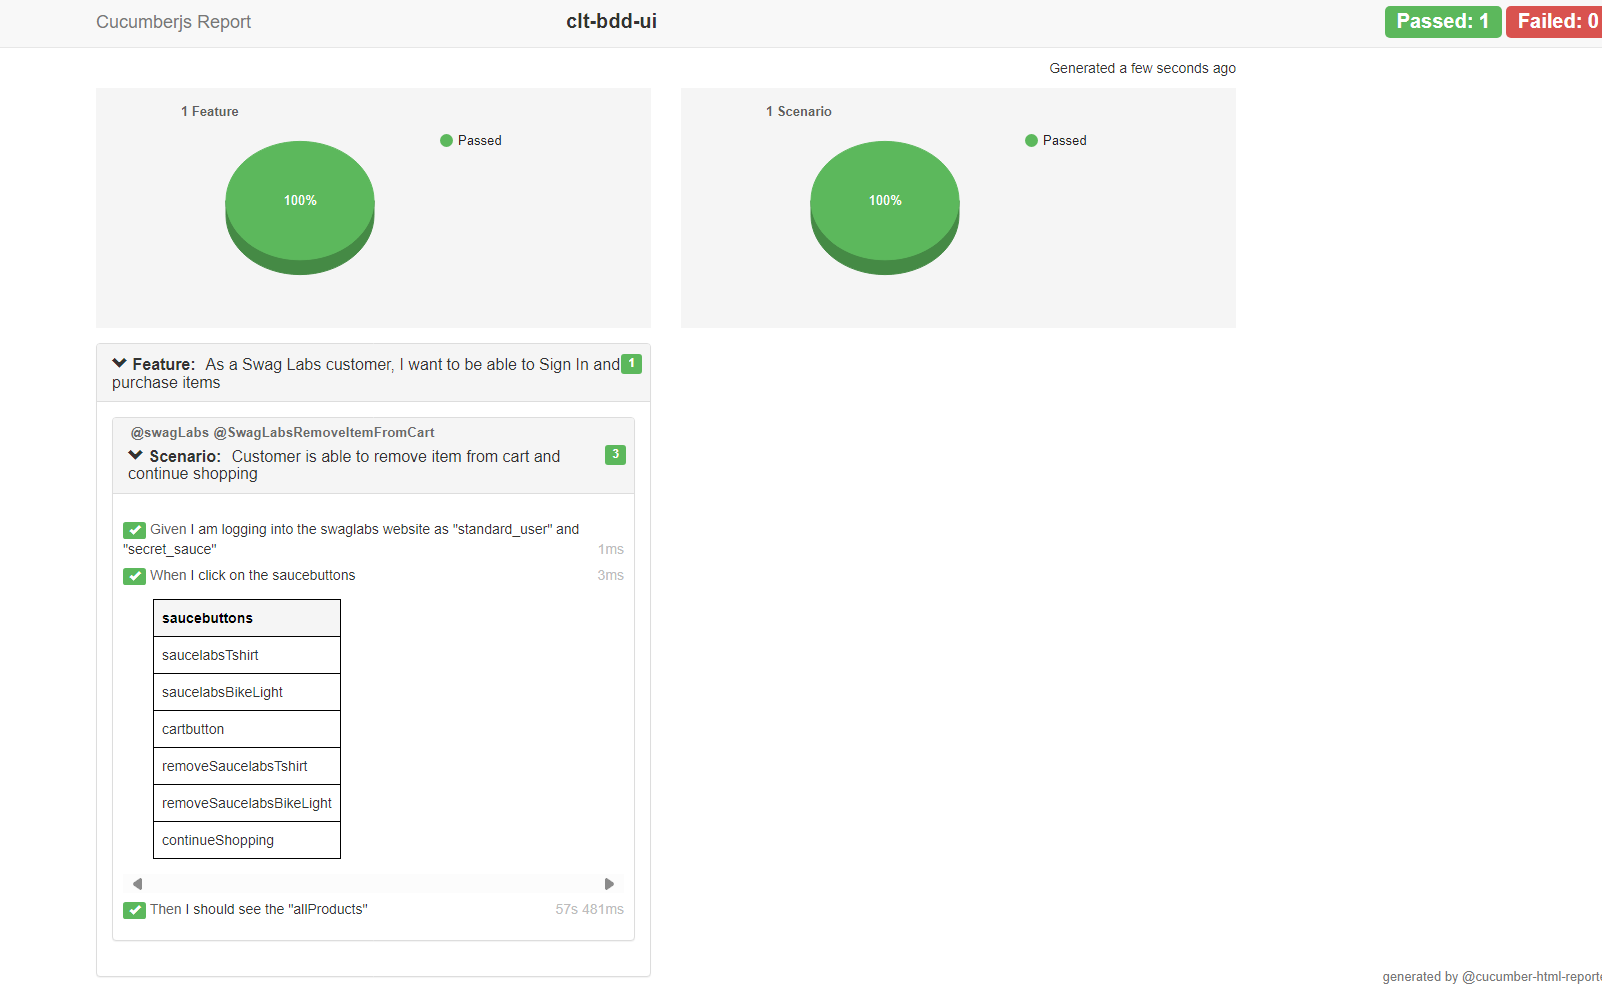 Cucumberjs Report
clt-bdd-ui
Passed: 1
Failed: 0
Generated a few seconds ago
1 Feature
Passed
100%
1 Scenario
Passed
100%
Feature: As a Swag Labs customer, I want to be able to Sign In and 1
purchase items
@swagLabs @SwagLabsRemoveItemFromCart
Scenario: Customer is able to remove item from cart and 3
continue shopping
Given I am logging into the swaglabs website as "standard_user" and
"secret_sauce" 1ms
When I click on the saucebuttons 3ms
saucebuttons
saucelabsTshirt
saucelabsBikeLight
cartbutton
removeSaucelabsTshirt
removeSaucelabsBikeLight
continueShopping
Then I should see the "allProducts" 57s 481ms
generated by @cucumber-html-reporte